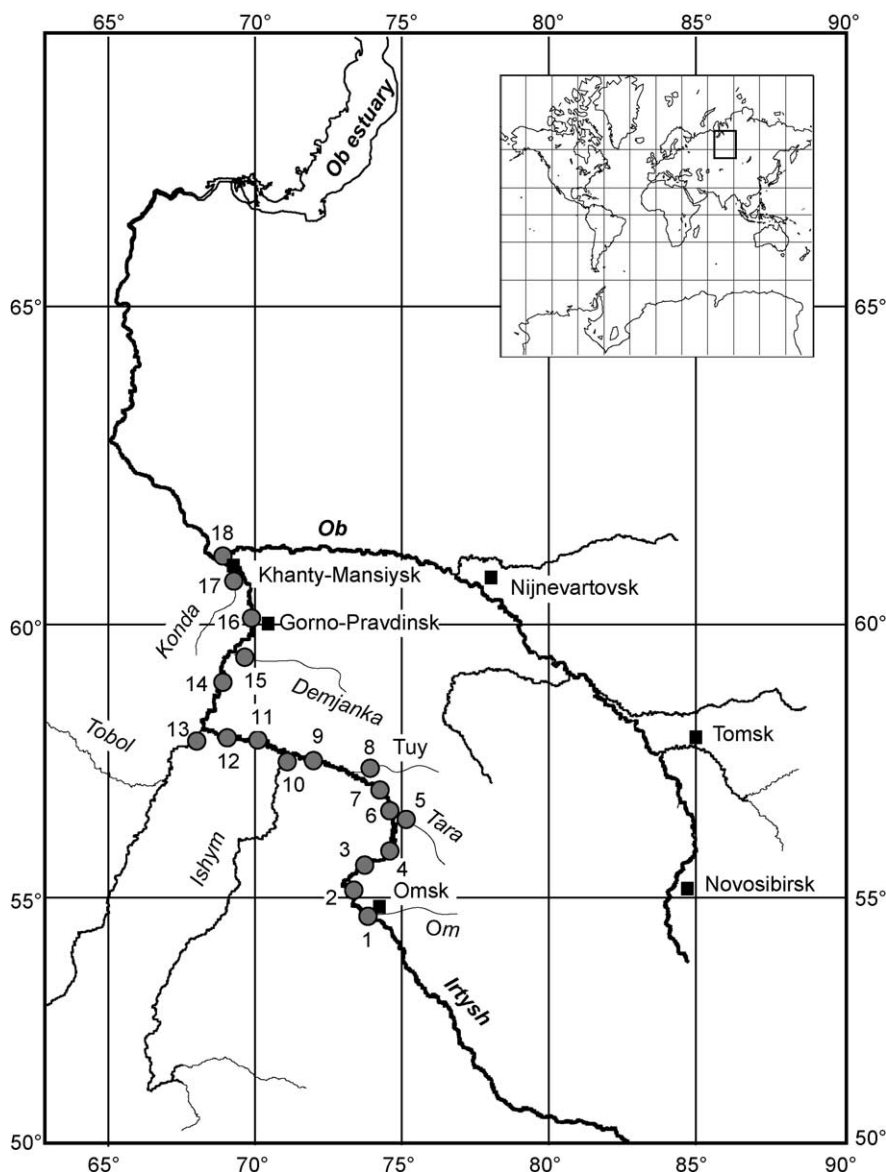 65° 70° 75° 80° 85° 90°
Ob estuary
65° 65°
18
Ob
17
Khanty-Mansiysk
Nijnevartovsk
Konda
16
Gorno-Pravdinsk
60° 60°
15
14
Demjanka
Tobol
13
12
11
10
9
8
Tuy
Tomsk
7
6
5
Tara
Ishym
3
4
2
Omsk
Novosibirsk
55° 55°
1
Om
Irtysh
50° 50°
65° 70° 75° 80° 85° 90°